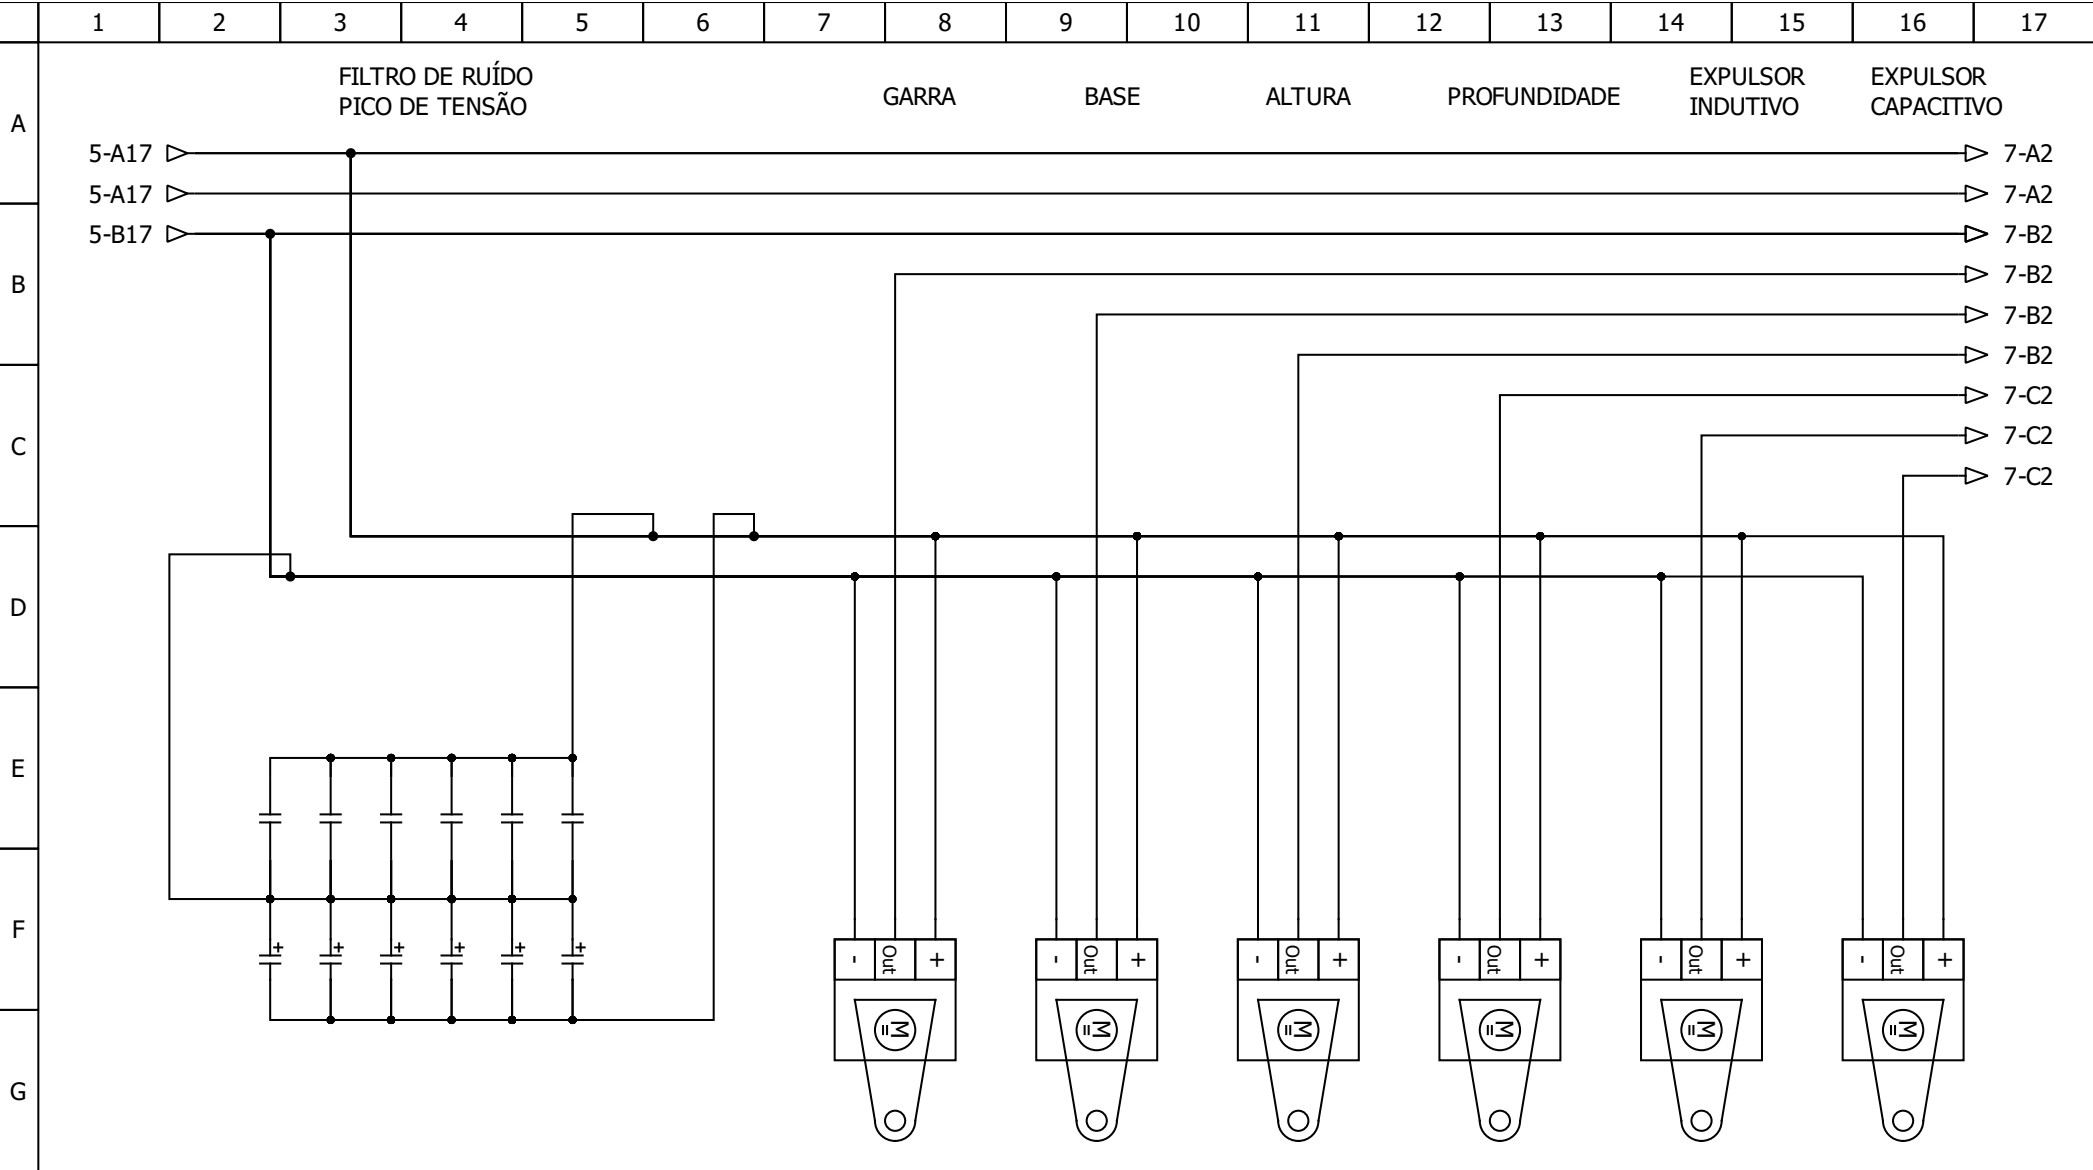 1 2 3 4 5 6 7 8 9 10 11 12 13 14 15 16 17
FILTRO DE RUÍDO
PICO DE TENSÃO
GARRA
BASE
ALTURA
PROFUNDIDADE
EXPULSOR
INDUTIVO
EXPULSOR
CAPACITIVO
A
5-A17 7-A2
5-A17 7-A2
5-B17 7-B2
B
7-B2
7-B2
7-B2
7-C2
C
7-C2
7-C2
D
E
F
+ + + + + +
- Out + - Out + - Out + - Out + - Out + - Out +
M= M= M= M= M= M=
G